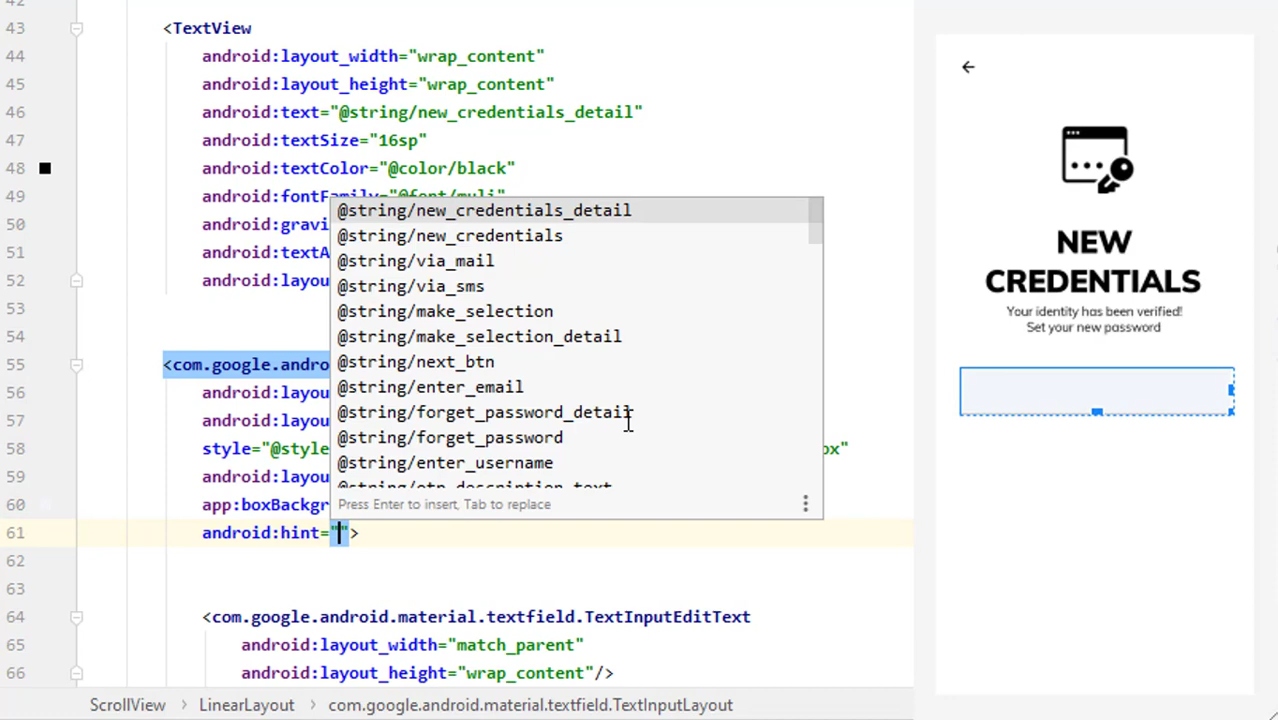 42
43 <TextView
44 android:layout_width="wrap_content"
45 android:layout_height="wrap_content"
46 android:text="@string/new_credentials_detail"
47 android:textSize="16sp"
48 android:textColor="@color/black"
49 android:fontFamily="@font/muli"
50 android:gravi
51 android:textA
52 android:layou
53
54
55 <com.google.andro
56 android:layou
57 android:layou
58 style="@style x"
59 android:layou
60 app:boxBackgr
61 android:hint="">
62
63
64 <com.google.android.material.textfield.TextInputEditText
65 android:layout_width="match_parent"
66 android:layout_height="wrap_content"/>
@string/new_credentials_detail
@string/new_credentials
@string/via_mail
@string/via_sms
@string/make_selection
@string/make_selection_detail
@string/next_btn
@string/enter_email
@string/forget_password_detail
@string/forget_password
@string/enter_username
@string/otp_description_text
Press Enter to insert, Tab to replace
ScrollView › LinearLayout › com.google.android.material.textfield.TextInputLayout
NEW
CREDENTIALS
Your identity has been verified!
Set your new password